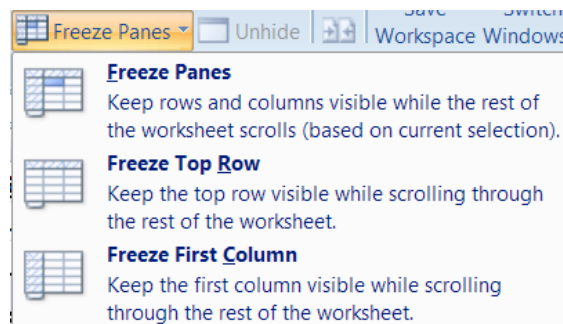 Save Switch
Freeze Panes Unhide Workspace Windows
Freeze Panes
Keep rows and columns visible while the rest of
the worksheet scrolls (based on current selection).
Freeze Top Row
Keep the top row visible while scrolling through
the rest of the worksheet.
Freeze First Column
Keep the first column visible while scrolling
through the rest of the worksheet.